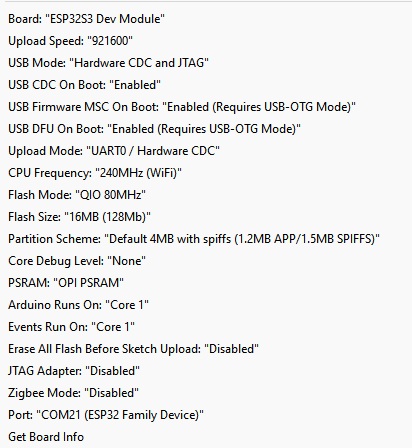 Board: "ESP32S3 Dev Module"
Upload Speed: "921600"
USB Mode: "Hardware CDC and JTAG"
USB CDC On Boot: "Enabled"
USB Firmware MSC On Boot: "Enabled (Requires USB-OTG Mode)"
USB DFU On Boot: "Enabled (Requires USB-OTG Mode)"
Upload Mode: "UART0 / Hardware CDC"
CPU Frequency: "240MHz (WiFi)"
Flash Mode: "QIO 80MHz"
Flash Size: "16MB (128Mb)"
Partition Scheme: "Default 4MB with spiffs (1.2MB APP/1.5MB SPIFFS)"
Core Debug Level: "None"
PSRAM: "OPI PSRAM"
Arduino Runs On: "Core 1"
Events Run On: "Core 1"
Erase All Flash Before Sketch Upload: "Disabled"
JTAG Adapter: "Disabled"
Zigbee Mode: "Disabled"
Port: "COM21 (ESP32 Family Device)"
Get Board Info